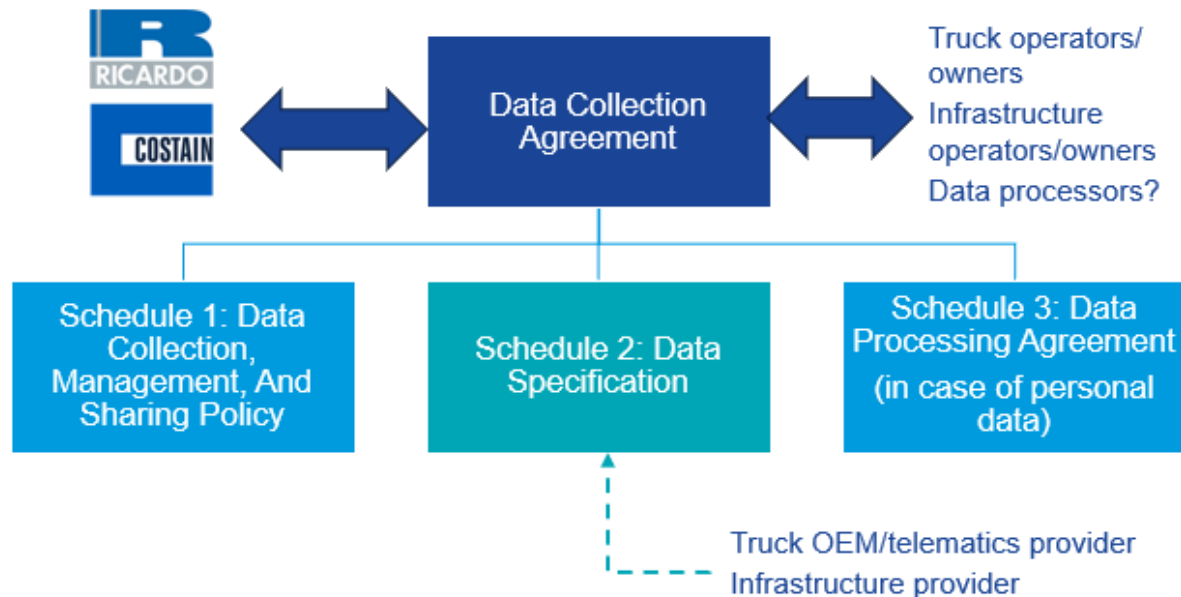 RICARDO
COSTAIN
Data Collection
Agreement
Truck operators/
owners
Infrastructure
operators/owners
Data processors?
Schedule 1: Data
Collection,
Management, And
Sharing Policy
Schedule 2: Data
Specification
Schedule 3: Data
Processing Agreement
(in case of personal
data)
Truck OEM/telematics provider
Infrastructure provider